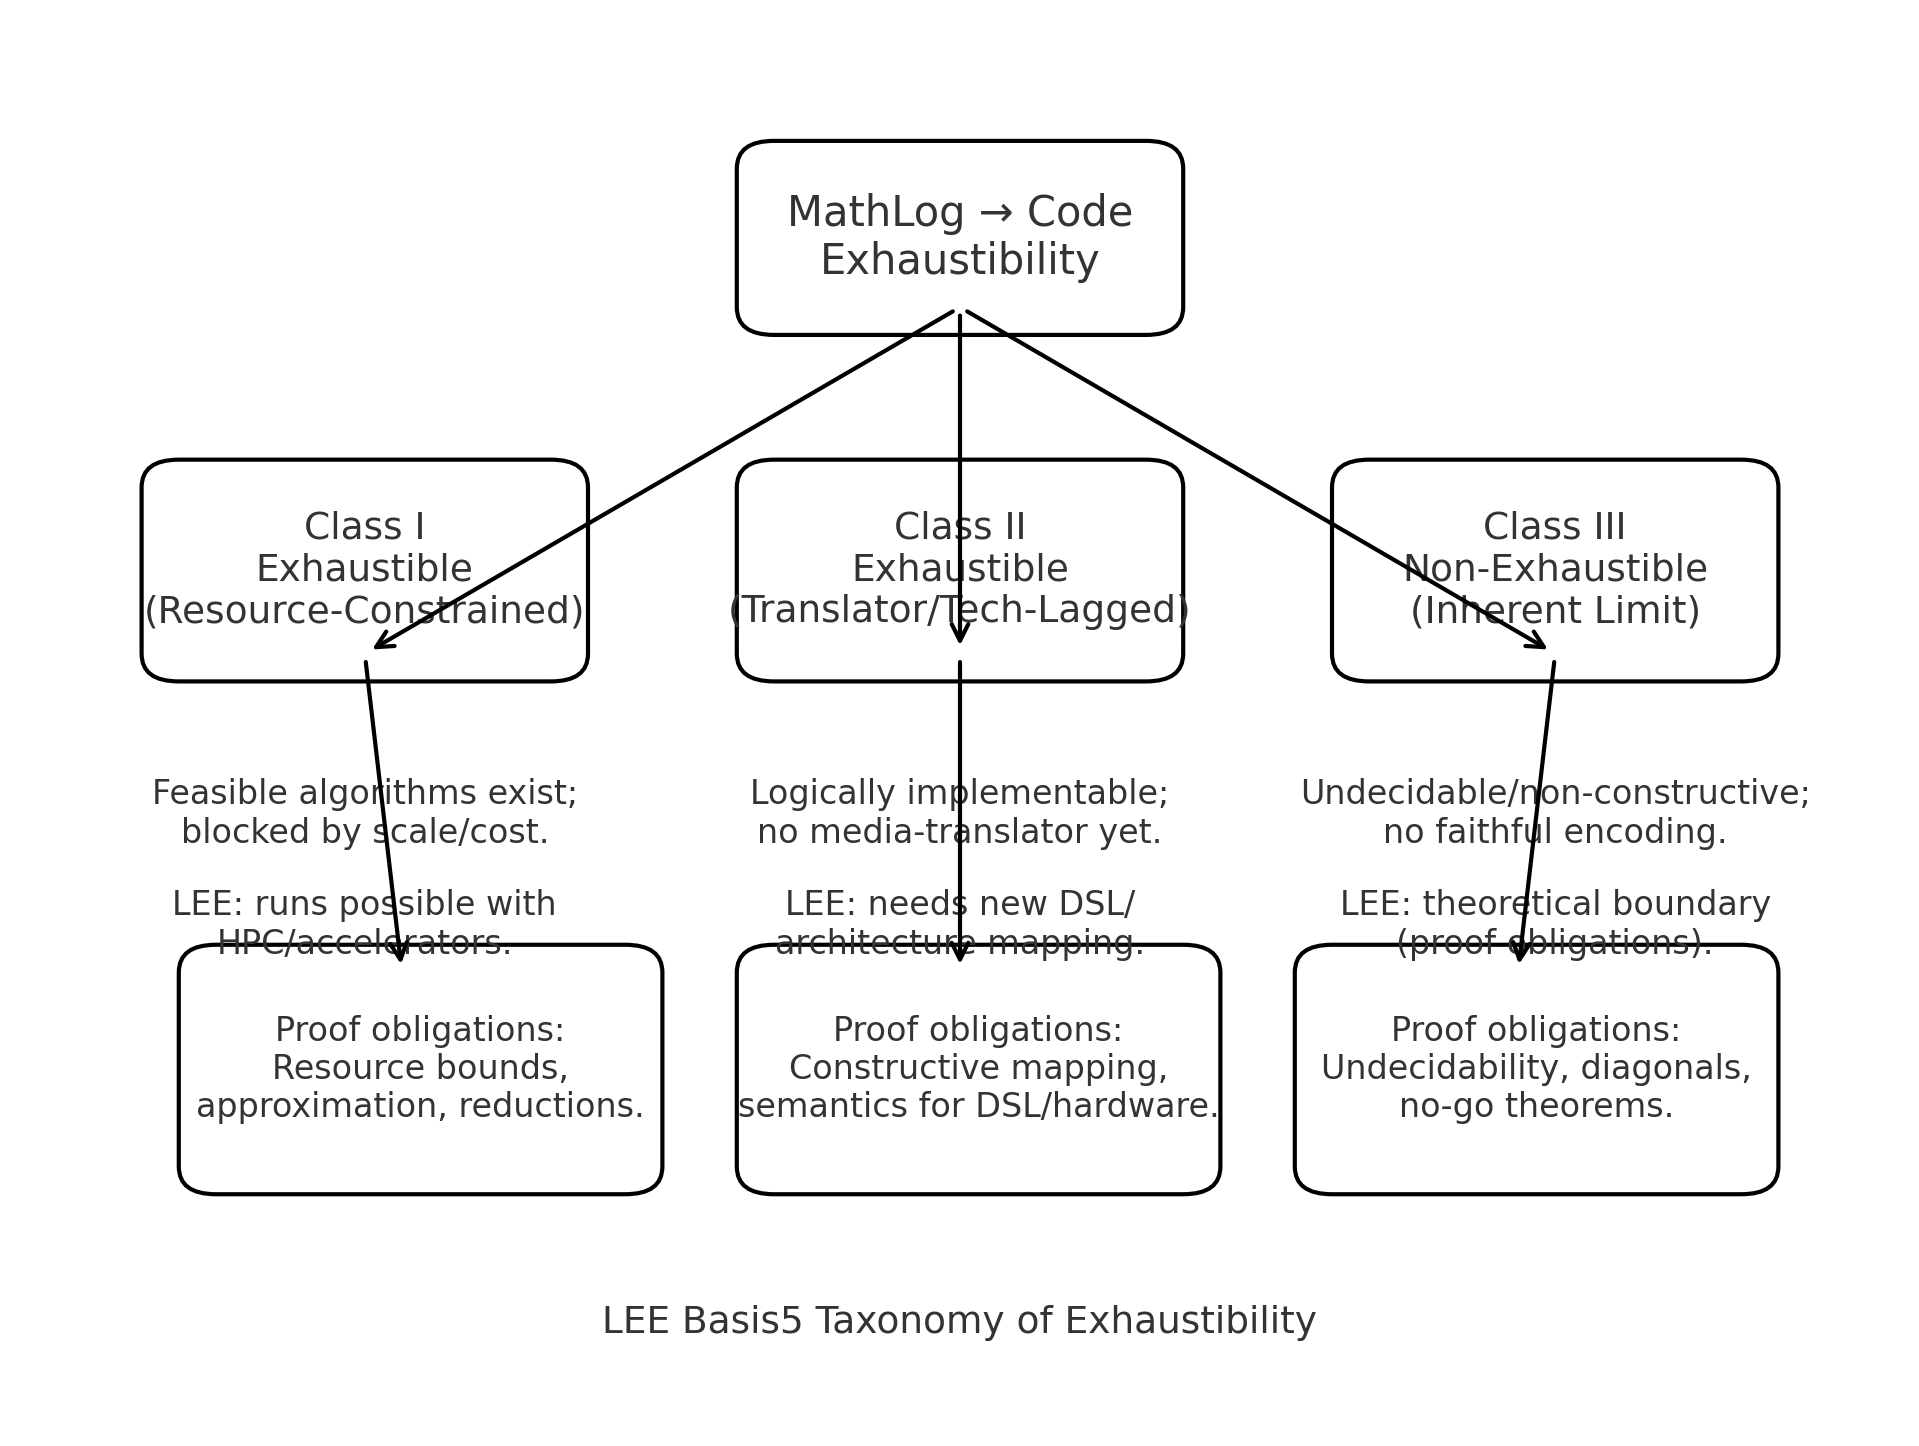 MathLog → Code
Exhaustibility
Class I
Exhaustible
(Resource-Constrained)
Class II
Exhaustible
(Translator/Tech-Lagged)
Class III
Non-Exhaustible
(Inherent Limit)
Feasible algorithms exist;
blocked by scale/cost.
LEE: runs possible with
HPC/accelerators.
Logically implementable;
no media-translator yet.
LEE: needs new DSL/
architecture mapping.
Undecidable/non-constructive;
no faithful encoding.
LEE: theoretical boundary
(proof obligations).
Proof obligations:
Resource bounds,
approximation, reductions.
Proof obligations:
Constructive mapping,
semantics for DSL/hardware.
Proof obligations:
Undecidability, diagonals,
no-go theorems.
LEE Basis5 Taxonomy of Exhaustibility